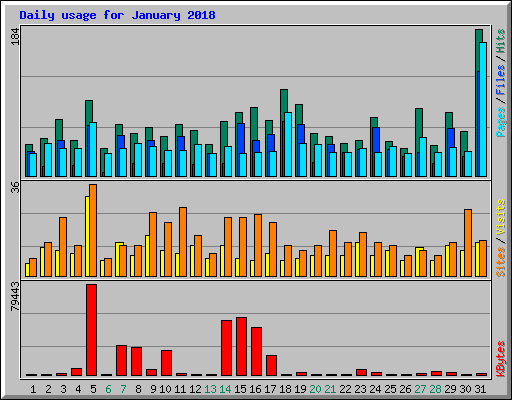 Daily usage for January 2018
184
Pages / Files / Hits
36
Sites / Visits
79443
KBytes
1 2 3 4 5 6 7 8 9 10 11 12 13 14 15 16 17 18 19 20 21 22 23 24 25 26 27 28 29 30 31